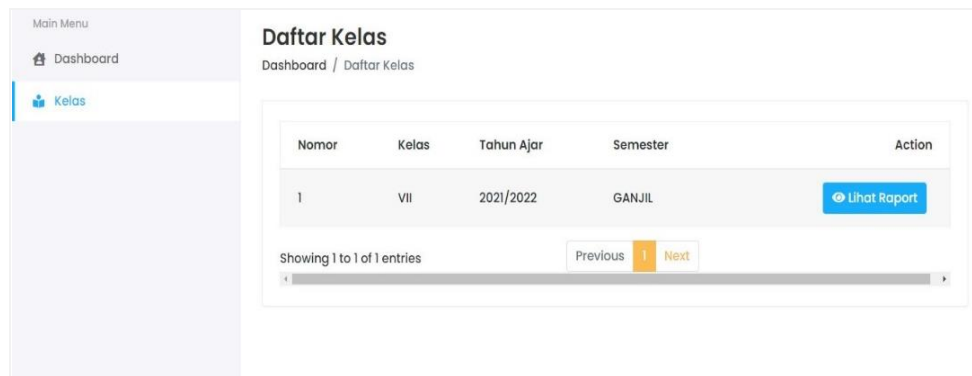 Main Menu
Dashboard
Kelas
Daftar Kelas
Dashboard / Daftar Kelas
Nomor Kelas Tahun Ajar Semester Action
1 VII 2021/2022 GANJIL Lihat Raport
Showing 1 to 1 of 1 entries Previous 1 Next